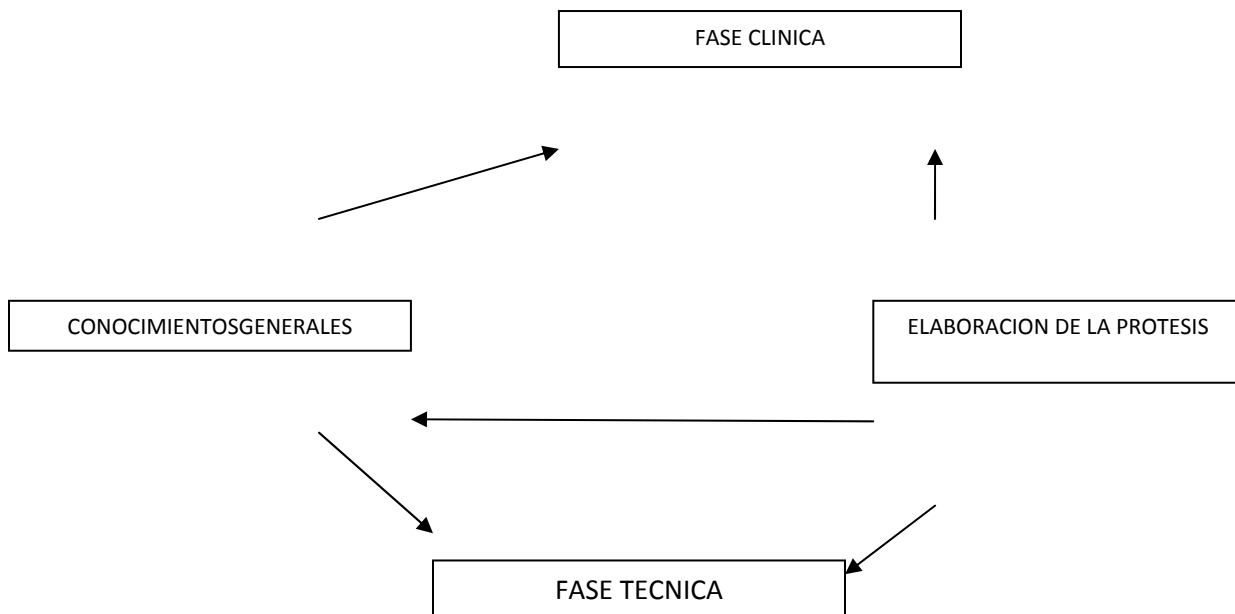 FASE CLINICA
CONOCIMIENTOSGENERALES
ELABORACION DE LA PROTESIS
FASE TECNICA